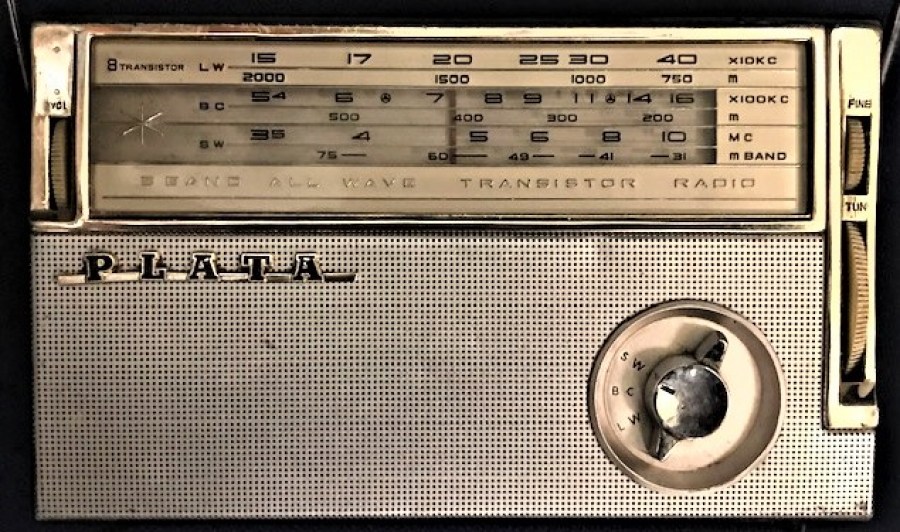 8 TRANSISTOR LW 15 17 20 25 30 40 X10KC
2000 1500 1000 750 m
VOL
BC 54 6 7 8 9 11 14 16 X100KC
FINE
500 400 300 200 m
SW 35 4 5 6 8 10 MC
75 60 49 41 31 m BAND
3 BAND ALL WAVE TRANSISTOR RADIO
TUN
PLATA
SW
BC
LW